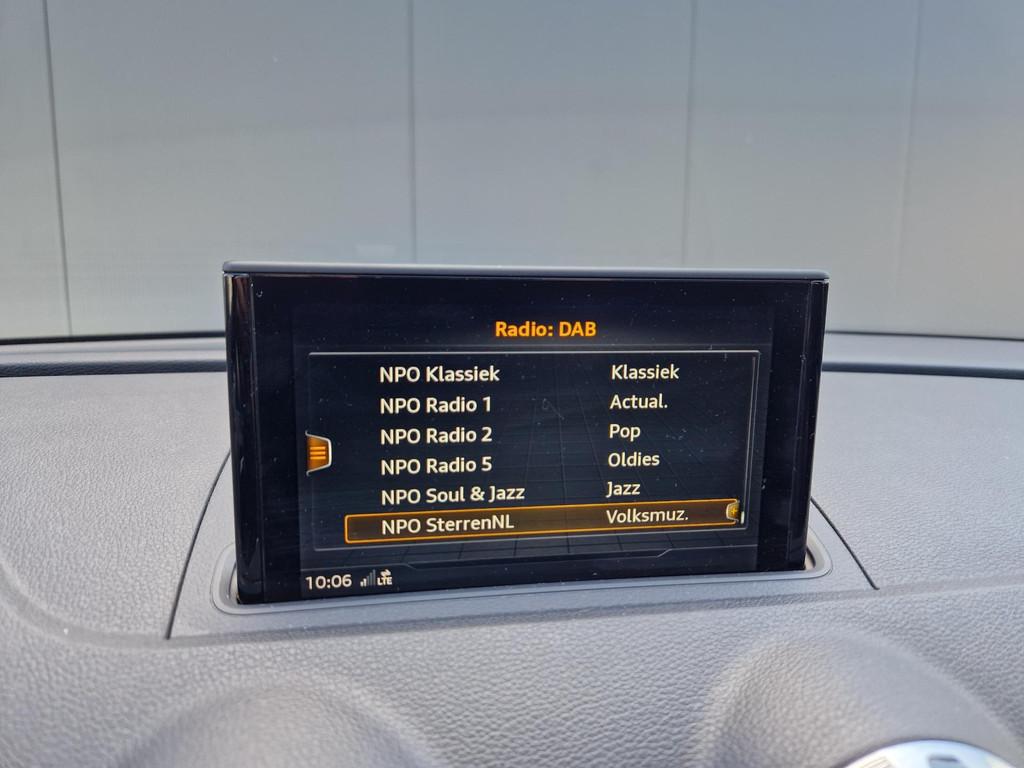 Radio: DAB
NPO Klassiek Klassiek
NPO Radio 1 Actual.
NPO Radio 2 Pop
NPO Radio 5 Oldies
NPO Soul & Jazz Jazz
NPO SterrenNL Volksmuz.
10:06 LTE